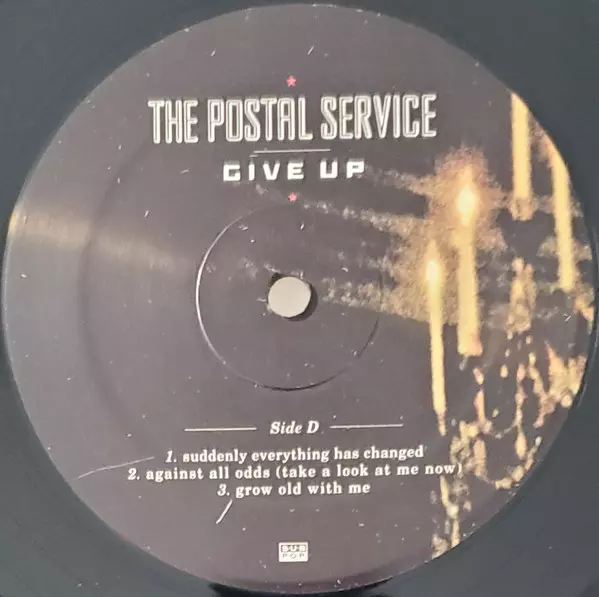 THE POSTAL SERVICE
GIVE UP
Side D
1. suddenly everything has changed
2. against all odds (take a look at me now)
3. grow old with me
SUB
POP